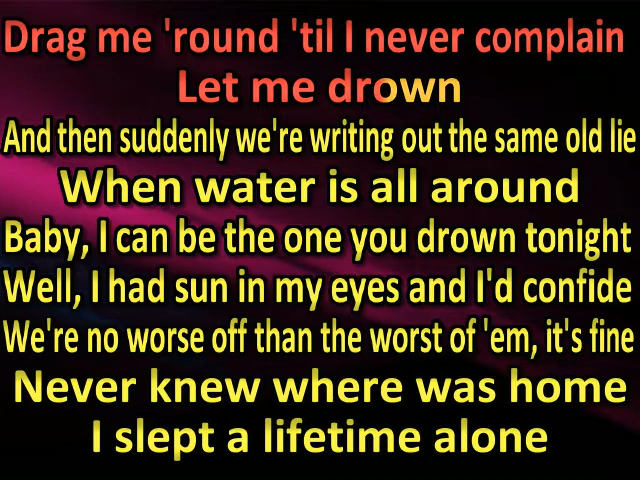 Drag me 'round 'til I never complain
Let me drown
And then suddenly we're writing out the same old lie
When water is all around
Baby, I can be the one you drown tonight
Well, I had sun in my eyes and I'd confide
We're no worse off than the worst of 'em, it's fine
Never knew where was home
I slept a lifetime alone